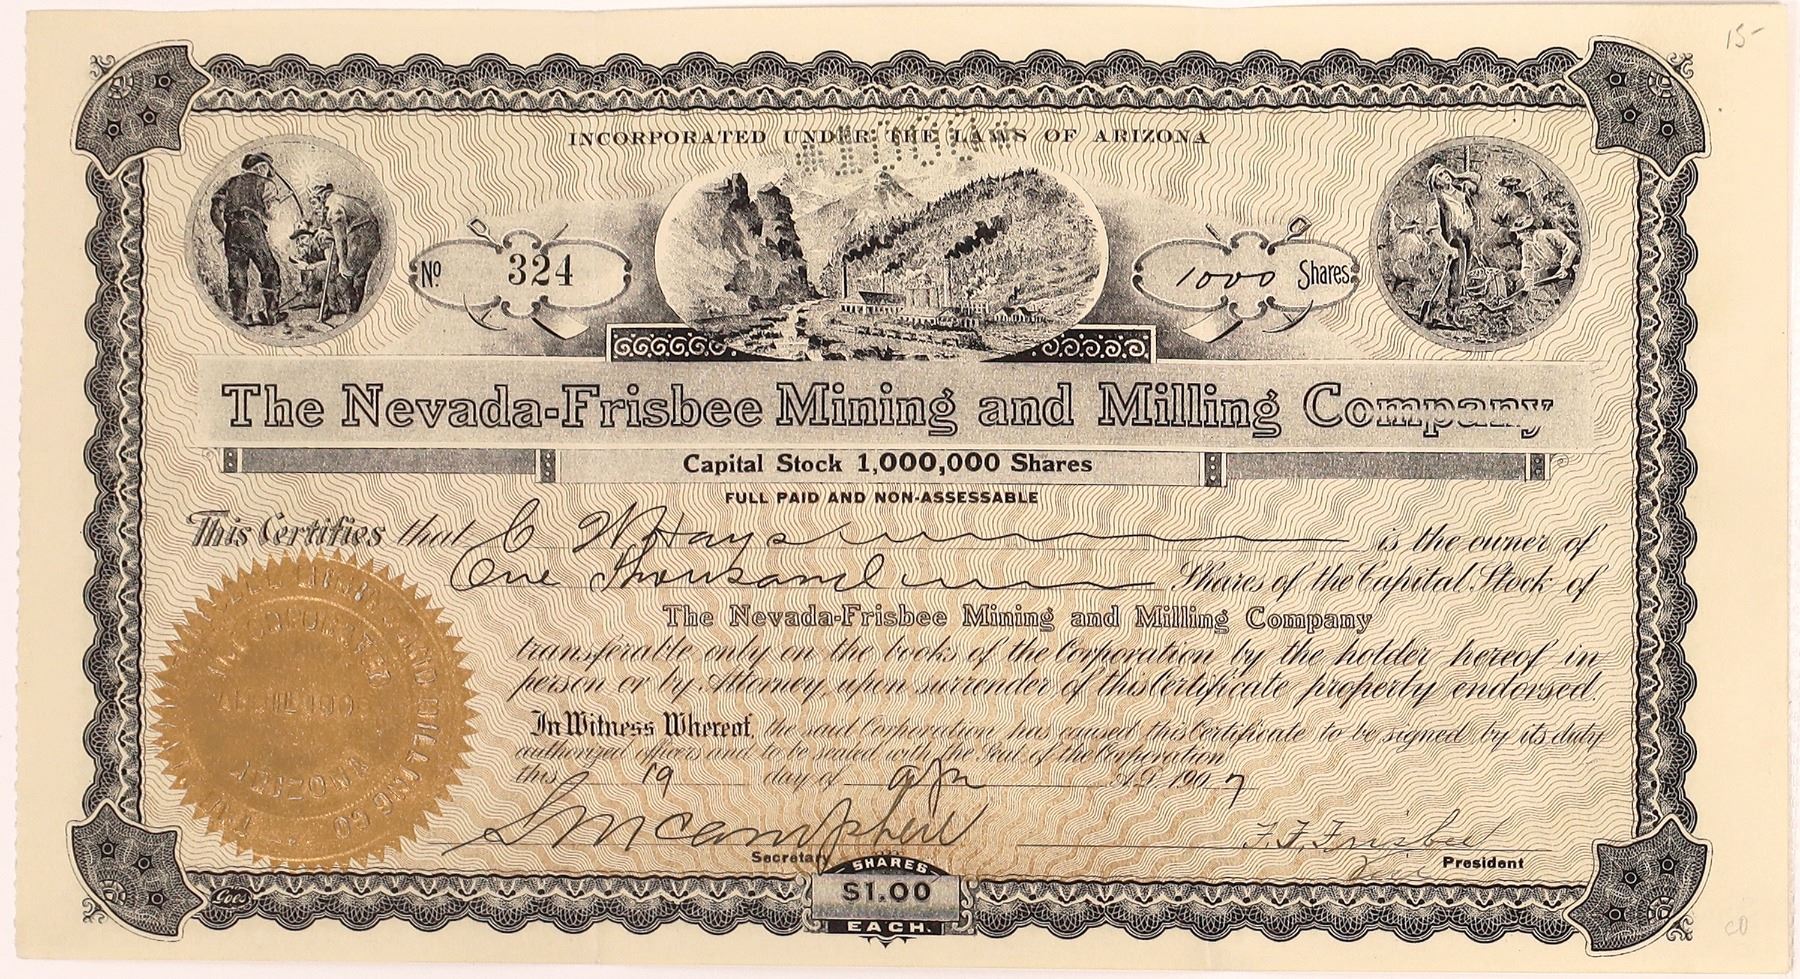 15-
INCORPORATED UNDER THE LAWS OF ARIZONA
No. 324
1000 Shares
The Nevada-Frisbee Mining and Milling Company
Capital Stock 1,000,000 Shares
FULL PAID AND NON-ASSESSABLE
This Certifies that C W Hays is the owner of
One Thousand Shares of the Capital Stock of
The Nevada-Frisbee Mining and Milling Company
transferable only on the books of the Corporation by the holder hereof in
person or by Attorney, upon surrender of this Certificate properly endorsed.
In Witness Whereof, the said Corporation has caused this Certificate to be signed by its duly
authorized officers and to be sealed with the Seal of the Corporation
this 19 day of Apr A.D. 1907
S M Campbell
Secretary
F. F. Frisbee
President
INCORPORATED
ARIZONA
Goes
SHARES
$1.00
EACH.